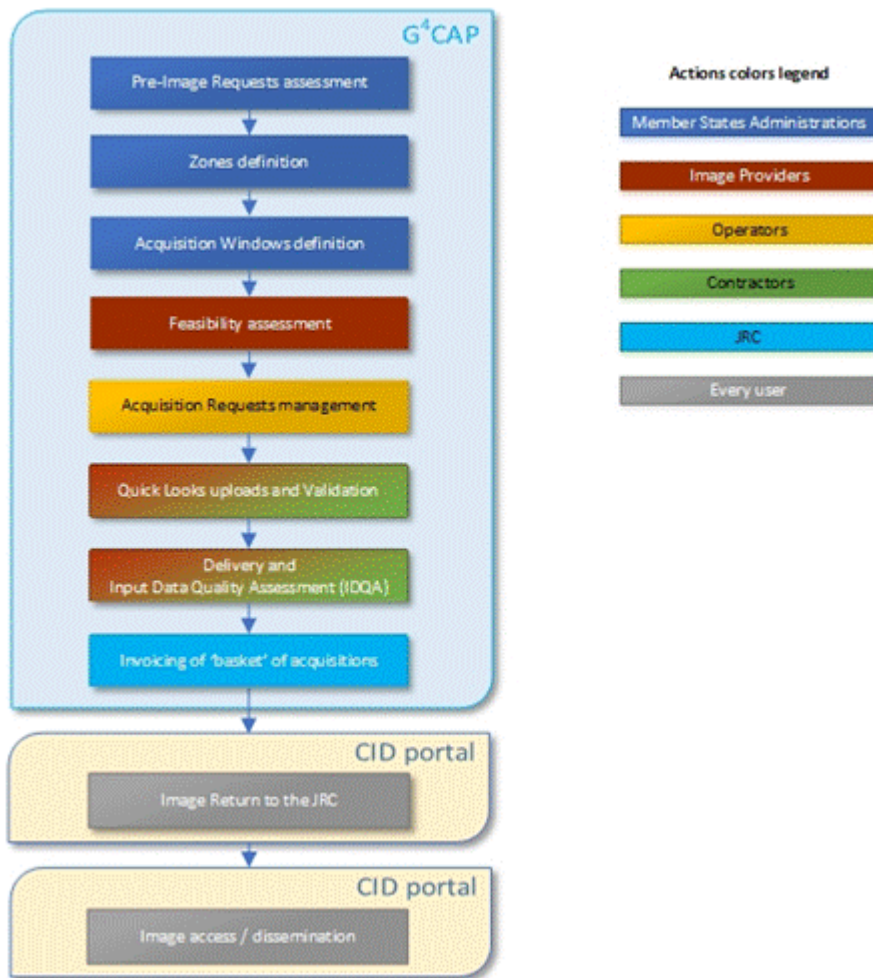 G⁴CAP
Pre-Image Requests assessment
Zones definition
Acquisition Windows definition
Feasibility assessment
Acquisition Requests management
Quick Looks uploads and Validation
Delivery and
Input Data Quality Assessment (IDQA)
Invoicing of 'basket' of acquisitions
CID portal
Image Return to the JRC
CID portal
Image access / dissemination
Actions colors legend
Member States Administrations
Image Providers
Operators
Contractors
JRC
Every user